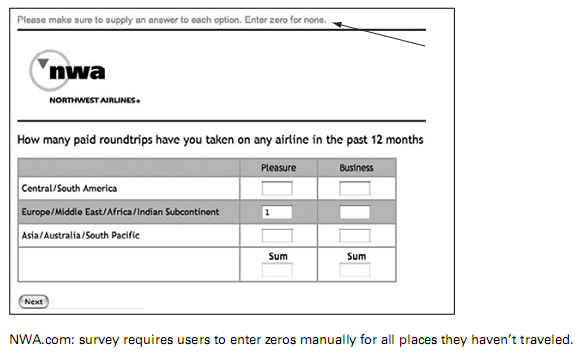 Please make sure to supply an answer to each option. Enter zero for none.
nwa
NORTHWEST AIRLINES
How many paid roundtrips have you taken on any airline in the past 12 months
Pleasure Business
Central/South America
Europe/Middle East/Africa/Indian Subcontinent 1
Asia/Australia/South Pacific
Sum Sum
Next
NWA.com: survey requires users to enter zeros manually for all places they haven’t traveled.